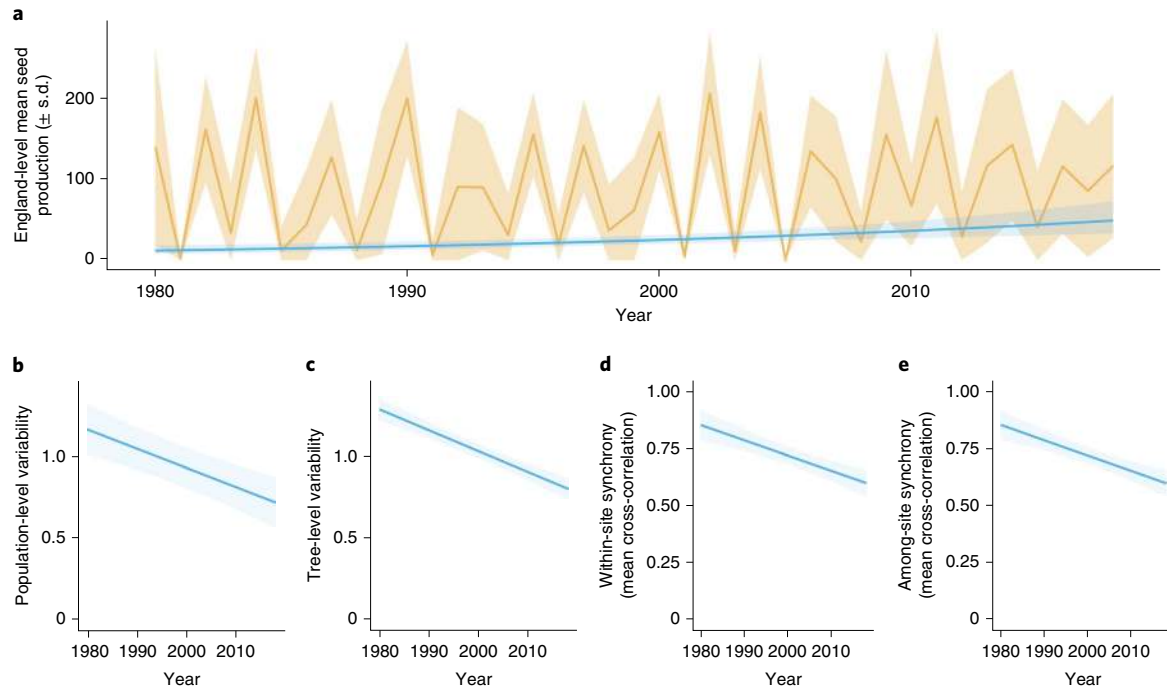 a
England-level mean seed
production (± s.d.)
200
100
0
1980
1990
2000
2010
Year
b
Population-level variability
1.0
0.5
0
1980 1990 2000 2010
Year
c
Tree-level variability
1.0
0.5
0
1980 1990 2000 2010
Year
d
Within-site synchrony
(mean cross-correlation)
1.00
0.75
0.50
0.25
0
1980 1990 2000 2010
Year
e
Among-site synchrony
(mean cross-correlation)
1.00
0.75
0.50
0.25
0
1980 1990 2000 2010
Year